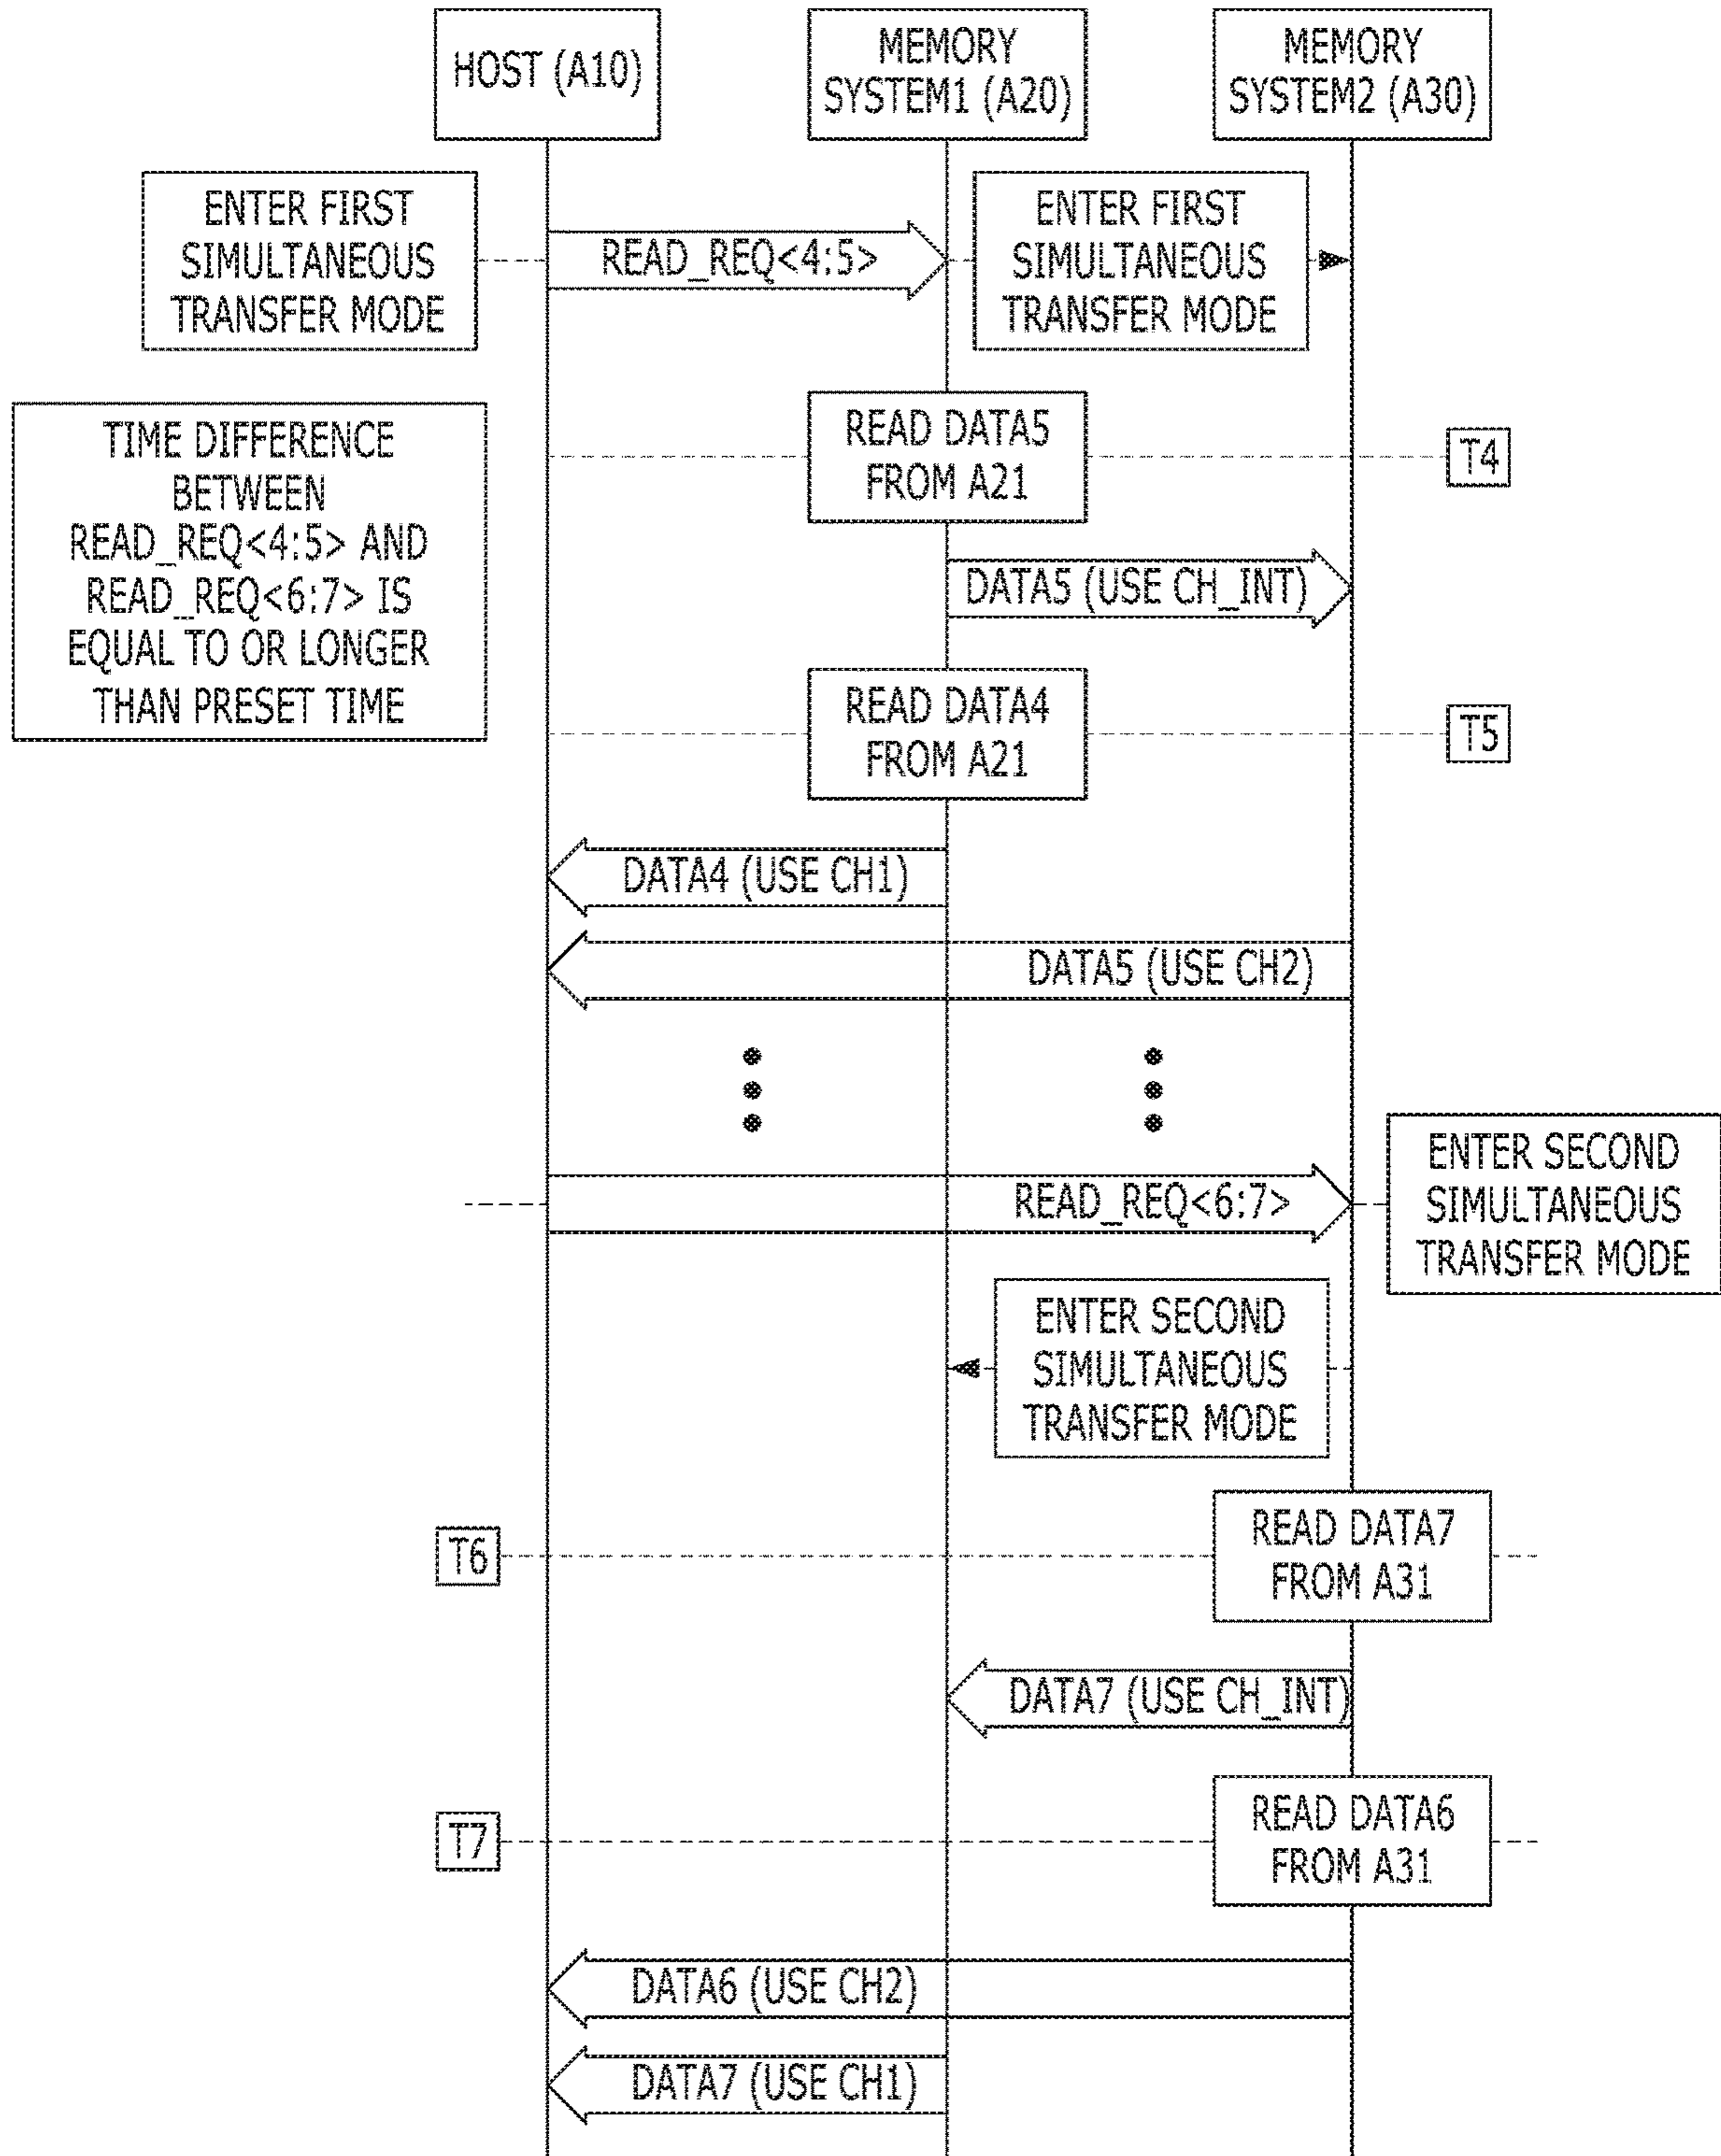 HOST (A10)
MEMORY
SYSTEM1 (A20)
MEMORY
SYSTEM2 (A30)
ENTER FIRST
SIMULTANEOUS
TRANSFER MODE
READ_REQ<4:5>
ENTER FIRST
SIMULTANEOUS
TRANSFER MODE
TIME DIFFERENCE
BETWEEN
READ_REQ<4:5> AND
READ_REQ<6:7> IS
EQUAL TO OR LONGER
THAN PRESET TIME
READ DATA5
FROM A21
T4
DATA5 (USE CH_INT)
READ DATA4
FROM A21
T5
DATA4 (USE CH1)
DATA5 (USE CH2)
READ_REQ<6:7>
ENTER SECOND
SIMULTANEOUS
TRANSFER MODE
ENTER SECOND
SIMULTANEOUS
TRANSFER MODE
T6
READ DATA7
FROM A31
DATA7 (USE CH_INT)
T7
READ DATA6
FROM A31
DATA6 (USE CH2)
DATA7 (USE CH1)